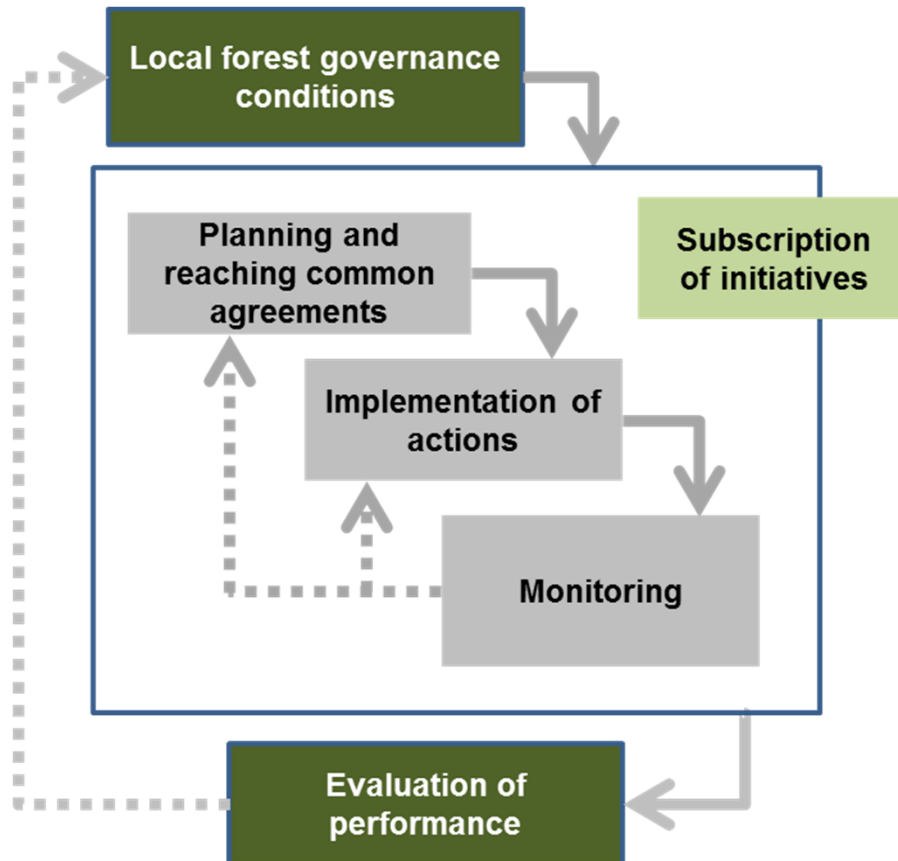 Local forest governance
conditions
Planning and
reaching common
agreements
Subscription
of initiatives
Implementation of
actions
Monitoring
Evaluation of
performance